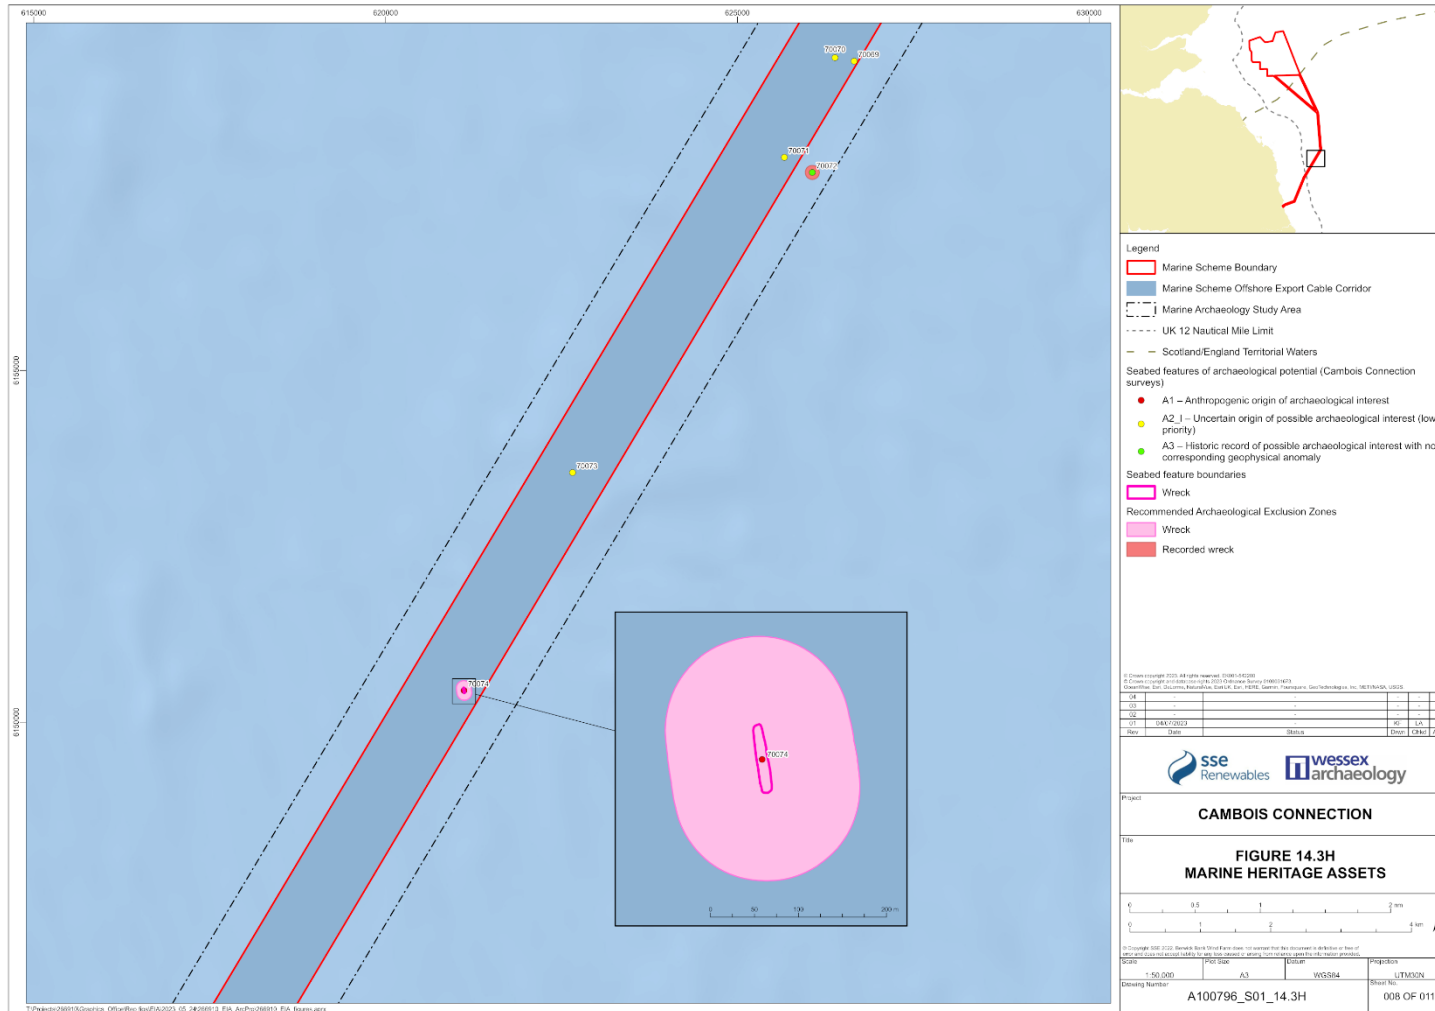 615000
620000
625000
630000
6155000
6150000
70070
70069
70071
70072
70073
70074
70074
0 50 100 200 m
Legend
Marine Scheme Boundary
Marine Scheme Offshore Export Cable Corridor
Marine Archaeology Study Area
UK 12 Nautical Mile Limit
Scotland/England Territorial Waters
Seabed features of archaeological potential (Cambois Connection
surveys)
A1 – Anthropogenic origin of archaeological interest
A2_l – Uncertain origin of possible archaeological interest (low
priority)
A3 – Historic record of possible archaeological interest with no
corresponding geophysical anomaly
Seabed feature boundaries
Wreck
Recommended Archaeological Exclusion Zones
Wreck
Recorded wreck
04 - - - -
03 - - - -
02 - - - -
01 04/07/2023 - KF LA
Rev Date Status Drwn Chkd
sse
Renewables
wessex
archaeology
Project
CAMBOIS CONNECTION
Title
FIGURE 14.3H
MARINE HERITAGE ASSETS
0 0.5 1 2 nm
0 1 2 4 km
Scale Plot Size Datum Projection
1:50,000 A3 WGS84 UTM30N
Drawing Number Sheet No.
A100796_S01_14.3H 008 OF 011